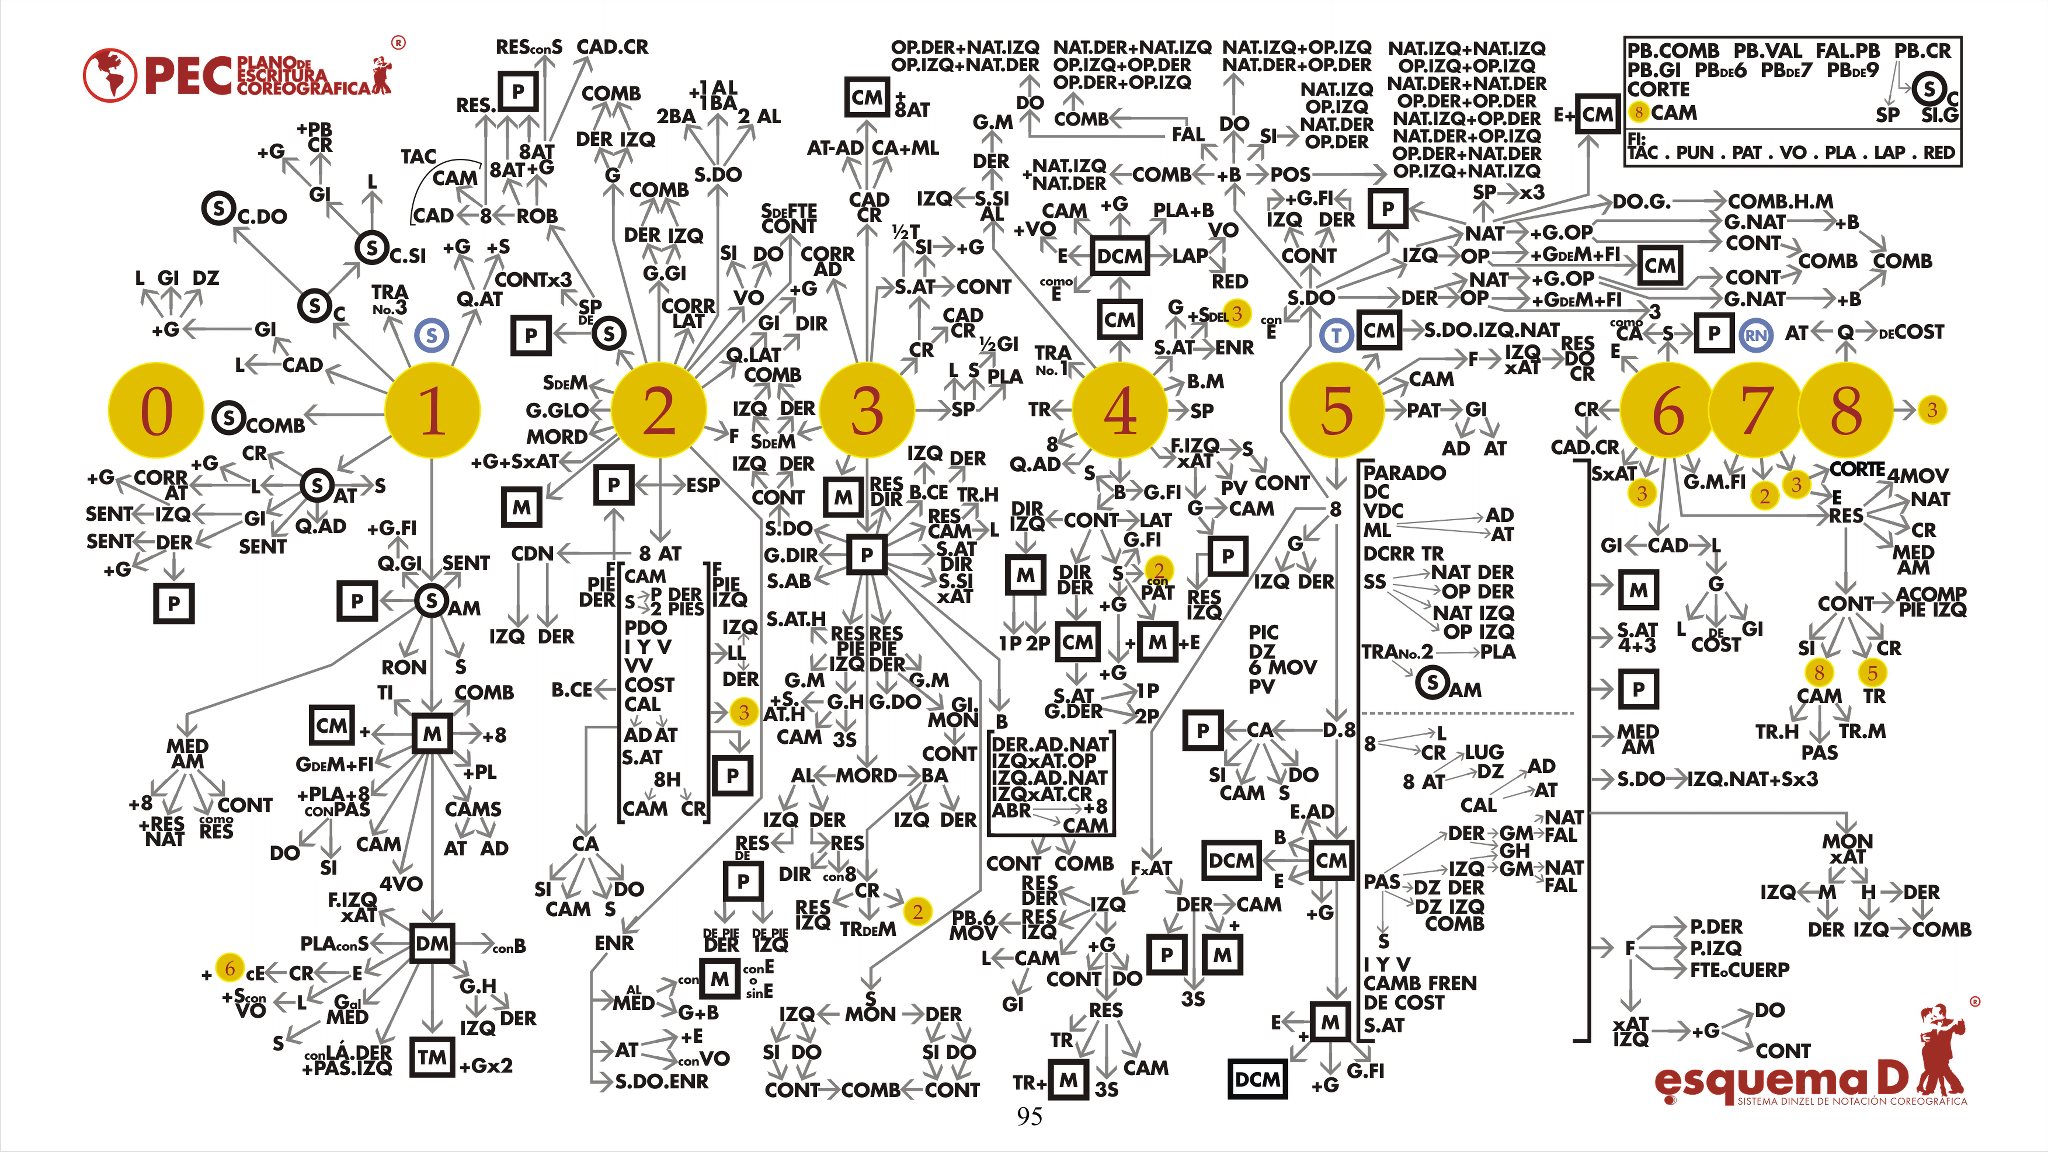 PEC PLANO DE
ESCRITURA
COREOGRAFICA
®
RESconS CAD.CR
P
RES.
TAC
CAM
CAD 8 ROB
8AT+G
8AT
+PB
CR
+G
GI
L
S C.DO
S C.SI
S C
+G +S
Q.AT
TRA
No.3
S
L GI DZ
+G GI
L CAD
S COMB
CONTx3
SP
DE
P S
COMB
DER IZQ
G
COMB
DER IZQ
G.GI
CORR
LAT
+1AL
1BA
2BA 2 AL
S.DO
SDEFTE
CONT
SI DO
VO
CORR
AD
+G
GI DIR
Q.LAT
CM +
8AT
AT-AD CA+ML
CAD
CR
½T
SI +G
S.AT CONT
CAD
CR
CR
½GI
L S PLA
SP
OP.DER+NAT.IZQ
OP.IZQ+NAT.DER
NAT.DER+NAT.IZQ
OP.IZQ+OP.DER
OP.DER+OP.IZQ
NAT.IZQ+OP.IZQ
NAT.DER+OP.DER
NAT.IZQ+NAT.IZQ
OP.IZQ+OP.IZQ
NAT.DER+NAT.DER
OP.DER+OP.DER
NAT.IZQ+OP.DER
NAT.DER+OP.IZQ
OP.DER+NAT.DER
OP.IZQ+NAT.IZQ
NAT.IZQ
OP.IZQ
NAT.DER
OP.DER
G.M
DER
IZQ S.SI
AL
DO
COMB
FAL
DO
SI
+NAT.IZQ
+NAT.DER
COMB +B POS
CAM +G PLA+B
+VO
E DCM LAP
VO
RED
como
E
CM
TRA
No.1
G
+SDEL 3
S.AT ENR
B.M
TR SP
+G.FI
IZQ DER
CONT
S.DO
con
E
T
CM S.DO.IZQ.NAT
P
E+ CM
SP x3
NAT
IZQ OP
DER OP
NAT
+G.OP
+GDEM+FI
+G.OP
+GDEM+FI
DO.G. COMB.H.M
G.NAT +B
CONT
COMB COMB
CM
CONT
G.NAT +B
3
F IZQ
xAT
RES
DO
CR
CAM
PAT GI
AD AT
PB.COMB PB.VAL FAL.PB PB.CR
PB.GI PBDE6 PBDE7 PBDE9
CORTE
8 CAM
S C
SP SI.G
FI:
TAC . PUN . PAT . VO . PLA . LAP . RED
como
CA S P
E
RN
AT Q DECOST
0 1 2 3 4 5 6 7 8 3
CR
CAD.CR
SxAT
3
G.M.FI
2
3
CORTE
E
RES
4MOV
NAT
CR
MED
AM
CONT ACOMP
PIE IZQ
SI CR
8 5
CAM TR
TR.H TR.M
PAS
GI CAD L
G
L DE
COST GI
SDEM
G.GLO
MORD
+G+SxAT
F
M
P ESP
COMB
IZQ DER
SDEM
IZQ DER
CONT
CR
+G
+G CORR
AT L S AT S
SENT IZQ
SENT DER
GI
SENT
Q.AD
+G
P
+G.FI
Q.GI SENT
P S AM
RON S
TI COMB
CM + M +8
GDEM+FI +PL
+PLA+8
CONPAS
CAMS
DO SI CAM AT AD
4VO
MED
AM
+8 CONT
+RES
NAT
como
RES
F.IZQ
xAT
PLAconS DM conB
+ 6 cE CR E
+Scon
VO L Gal
MED
G.H
S
IZQ DER
conLÁ.DER
+PAS.IZQ
TM +Gx2
CDN 8 AT
IZQ DER
F
PIE
DER
CAM
S P DER
2 PIES
PDO
I Y V
VV
COST
CAL
AD AT
S.AT
8H
CAM CR
F
PIE
IZQ
IZQ
LL
DER
3
P
B.CE
CA
SI DO
CAM S
ENR
AL
MED
con M conE
o
sinE
G+B
AT +E
conVO
S.DO.ENR
M RES
DIR
IZQ DER
B.CE TR.H
RES
CAM L
S.DO
G.DIR P S.AT
DIR
S.AB S.SI
xAT
S.AT.H
RES
PIE
IZQ
RES
PIE
DER
G.M G.M
+S.
AT.H G.H G.DO
CAM 3S
GI.
MON
CONT
AL MORD BA
IZQ DER IZQ DER
RES RES
DE
P
DIR con8
DE PIE
DER
DE PIE
IZQ
CR
RES
IZQ TRDEM
2
S
IZQ MON DER
SI DO SI DO
CONT COMB CONT
B
DER.AD.NAT
IZQxAT.OP
IZQ.AD.NAT
IZQxAT.CR
ABR +8
CAM
CONT COMB
8
Q.AD
S
B G.FI
F.IZQ
xAT S
PV CONT
G CAM
P
RES
IZQ
DIR
IZQ CONT LAT
M
1P 2P
DIR
DER
CM
S.AT
G.DER
1P
2P
G.FI
S 2
con
PAT
+G
+ M +E
+G
8
G
IZQ DER
PIC
DZ
6 MOV
PV
P CA D.8
SI DO
CAM S
E.AD
B
DCM CM
E
+G
FxAT
RES
DER
IZQ
RES
IZQ
PB.6
MOV
DER CAM
+
P M
3S
+G
L CAM
GI
CONT DO
RES
TR
TR+ M 3S
CAM
E M
+
DCM +G G.FI
PARADO
DC
VDC
ML AD
AT
DCRR TR
SS NAT DER
OP DER
NAT IZQ
OP IZQ
TRANo.2 PLA
S AM
8 L
CR
8 AT LUG
DZ
CAL AD
AT
PAS
DER GM NAT
FAL
GH
IZQ GM NAT
FAL
DZ DER
DZ IZQ
COMB
S
I Y V
CAMB FREN
DE COST
S.AT
M
S.AT
4+3
P
MED
AM
S.DO IZQ.NAT+Sx3
MON
xAT
IZQ M H DER
DER IZQ COMB
F
P.DER
P.IZQ
FTEoCUERP
xAT
IZQ +G
DO
CONT
esquema D
SISTEMA DINZEL DE NOTACIÓN COREOGRÁFICA
®
95